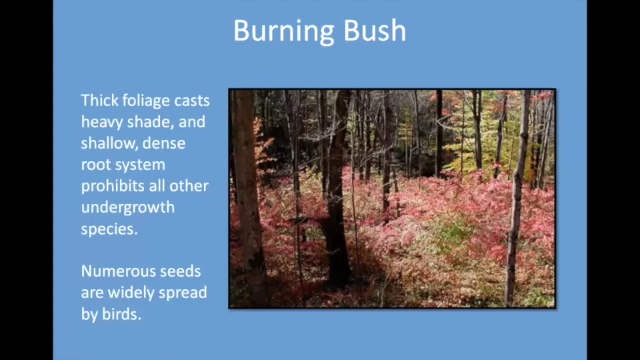 Burning Bush
Thick foliage casts
heavy shade, and
shallow, dense
root system
prohibits all other
undergrowth
species.
Numerous seeds
are widely spread
by birds.